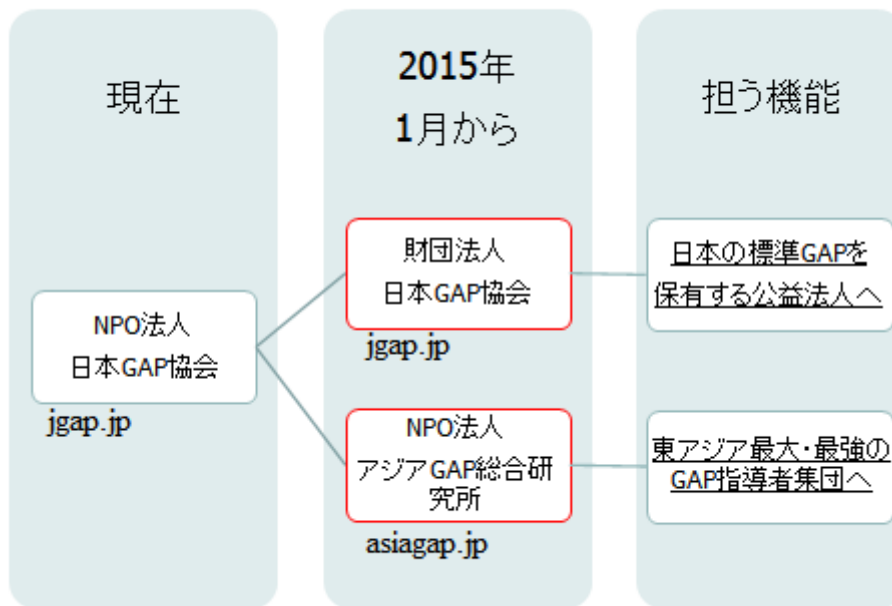 現在
2015年
1月から
担う機能
NPO法人
日本GAP協会
jgap.jp
財団法人
日本GAP協会
jgap.jp
日本の標準GAPを
保有する公益法人へ
NPO法人
アジアGAP総合研
究所
asiagap.jp
東アジア最大・最強の
GAP指導者集団へ